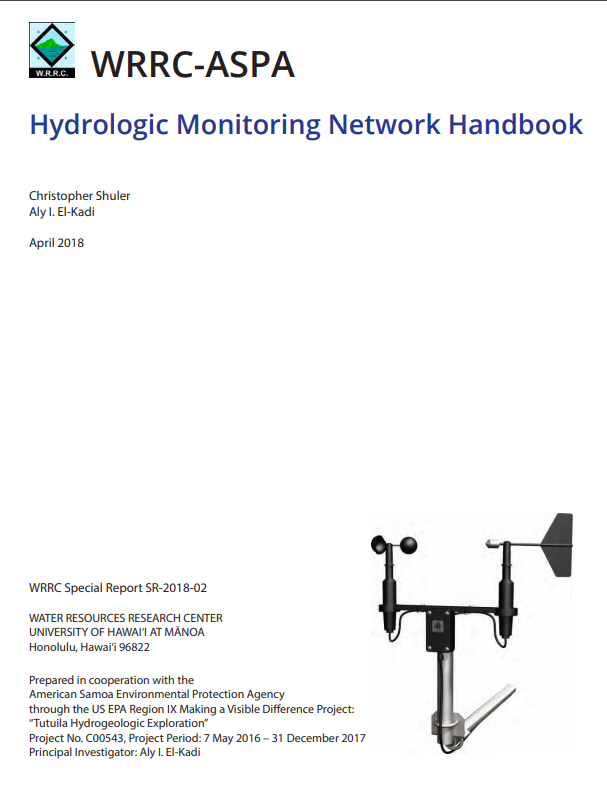 W.R.R.C.
WRRC-ASPA
Hydrologic Monitoring Network Handbook
Christopher Shuler
Aly I. El-Kadi
April 2018
WRRC Special Report SR-2018-02
WATER RESOURCES RESEARCH CENTER
UNIVERSITY OF HAWAI‘I AT MĀNOA
Honolulu, Hawai‘i 96822
Prepared in cooperation with the
American Samoa Environmental Protection Agency
through the US EPA Region IX Making a Visible Difference Project:
“Tutuila Hydrogeologic Exploration”
Project No. C00543, Project Period: 7 May 2016 – 31 December 2017
Principal Investigator: Aly I. El-Kadi